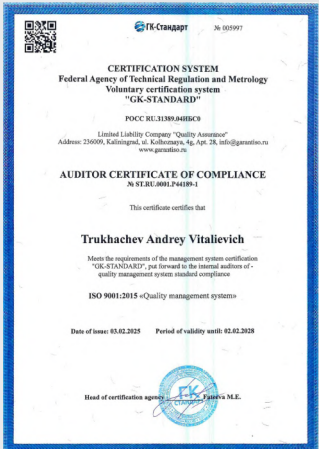 ГК-Стандарт
№ 005997
CERTIFICATION SYSTEM
Federal Agency of Technical Regulation and Metrology
Voluntary certification system
"GK-STANDARD"
РОСС RU.31389.04НБС0
Limited Liability Company "Quality Assurance"
Address: 236009, Kaliningrad, ul. Kolhoznaya, 4g, Apt. 28, info@garantiso.ru
www.garantiso.ru
AUDITOR CERTIFICATE OF COMPLIANCE
№ ST.RU.0001.P44189-1
This certificate certifies that
Trukhachev Andrey Vitalievich
Meets the requirements of the management system certification
"GK-STANDARD", put forward to the internal auditors of -
quality management system standard compliance
ISO 9001:2015 «Quality management system»
Date of issue: 03.02.2025 Period of validity until: 02.02.2028
Head of certification agency
ГК
СТАНДАРТ
M.E.